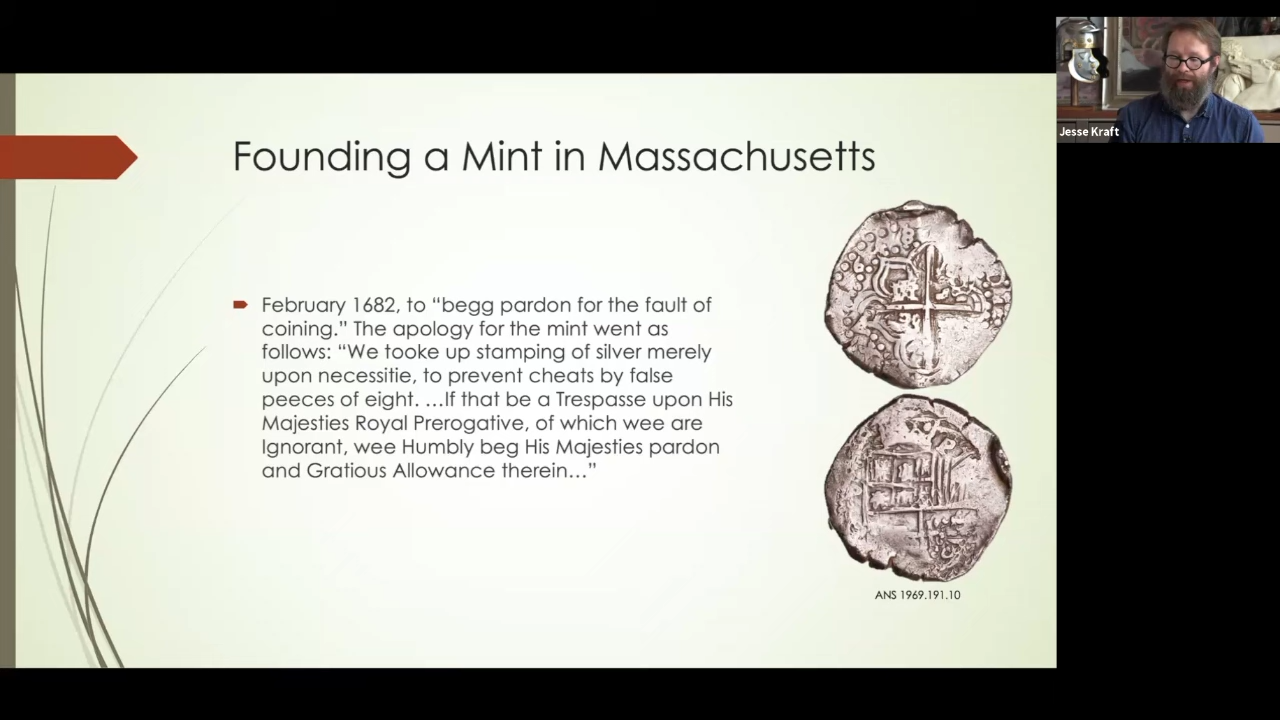 Founding a Mint in Massachusetts
February 1682, to “begg pardon for the fault of
coining.” The apology for the mint went as
follows: “We tooke up stamping of silver merely
upon necessitie, to prevent cheats by false
peeces of eight. …If that be a Trespasse upon His
Majesties Royal Prerogative, of which wee are
Ignorant, wee Humbly beg His Majesties pardon
and Gratious Allowance therein…”
ANS 1969.191.10
Jesse Kraft